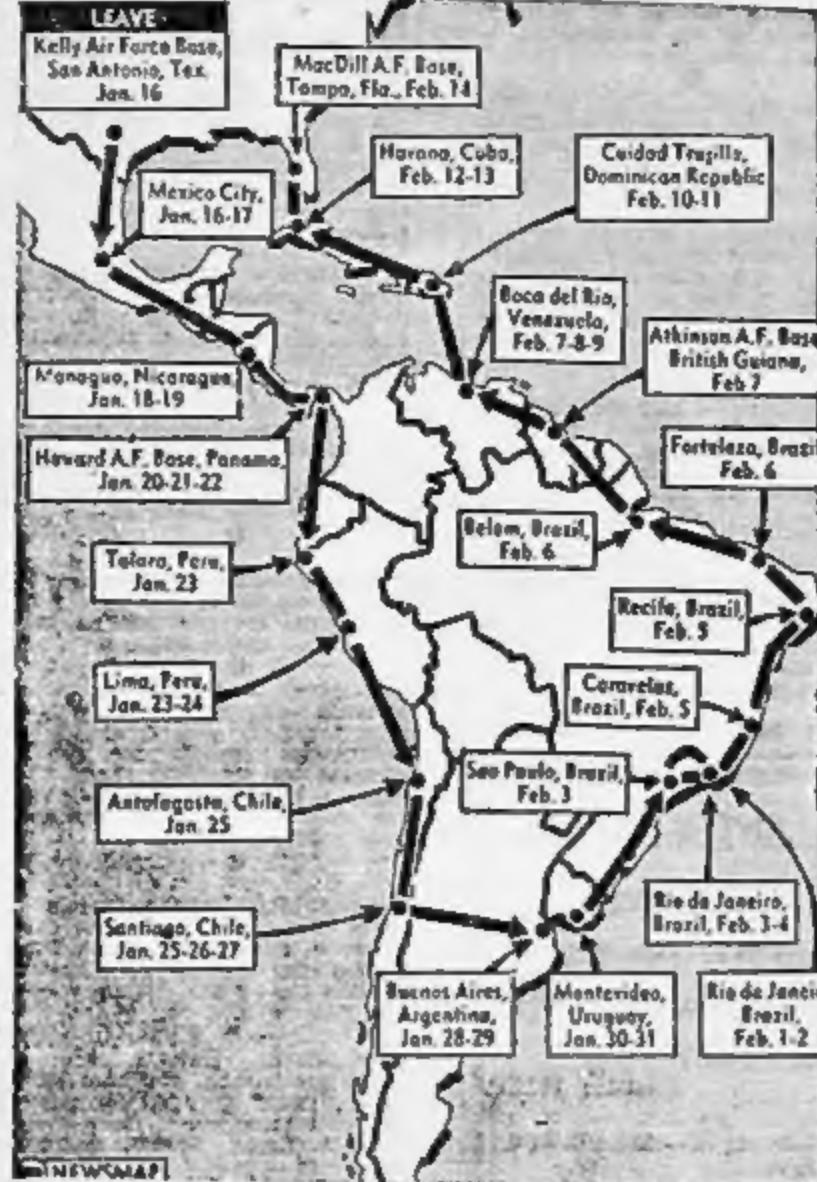 LEAVE
Kelly Air Force Base,
San Antonio, Tex.
Jan. 16
MacDill A.F. Base,
Tampa, Fla., Feb. 14
Havana, Cuba,
Feb. 12-13
Cuidad Trujillo,
Dominican Republic
Feb. 10-11
Mexico City,
Jan. 16-17
Boca del Rio,
Venezuela,
Feb. 7-8-9
Atkinson A.F. Base
British Guiana,
Feb 7
Managua, Nicaragua,
Jan. 18-19
Howard A.F. Base, Panama,
Jan. 20-21-22
Fortaleza, Brazil
Feb. 6
Belem, Brazil,
Feb. 6
Talara, Peru,
Jan. 23
Recife, Brazil,
Feb. 5
Lima, Peru,
Jan. 23-24
Caravelas,
Brazil, Feb. 5
Sao Paulo, Brazil,
Feb. 3
Antofagasta, Chile,
Jan. 25
Rio de Janeiro,
Brazil, Feb. 3-4
Santiago, Chile,
Jan. 25-26-27
Buenos Aires,
Argentina,
Jan. 28-29
Montevideo,
Uruguay,
Jan. 30-31
Rio de Janei
Brazil,
Feb. 1-2
NEWSMAP